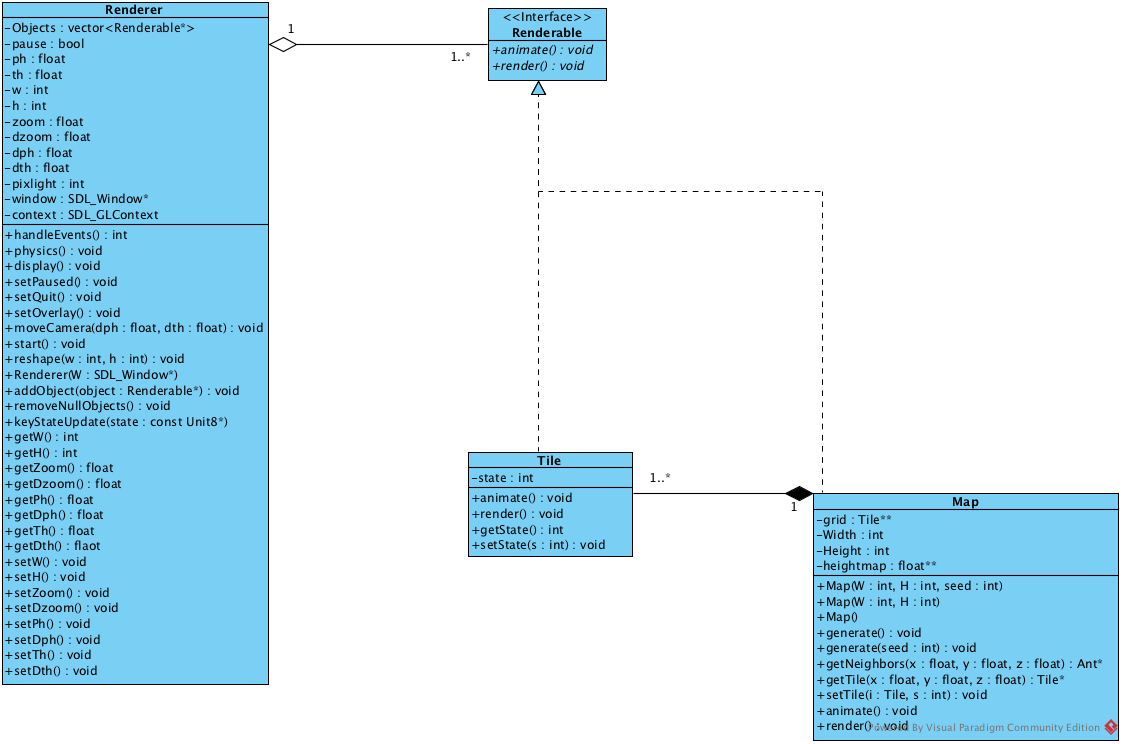 Renderer
-Objects : vector<Renderable*>
-pause : bool
-ph : float
-th : float
-w : int
-h : int
-zoom : float
-dzoom : float
-dph : float
-dth : float
-pixlight : int
-window : SDL_Window*
-context : SDL_GLContext
+handleEvents() : int
+physics() : void
+display() : void
+setPaused() : void
+setQuit() : void
+setOverlay() : void
+moveCamera(dph : float, dth : float) : void
+start() : void
+reshape(w : int, h : int) : void
+Renderer(W : SDL_Window*)
+addObject(object : Renderable*) : void
+removeNullObjects() : void
+keyStateUpdate(state : const Unit8*)
+getW() : int
+getH() : int
+getZoom() : float
+getDzoom() : float
+getPh() : float
+getDph() : float
+getTh() : float
+getDth() : flaot
+setW() : void
+setH() : void
+setZoom() : void
+setDzoom() : void
+setPh() : void
+setDph() : void
+setTh() : void
+setDth() : void
1
1..*
<<Interface>>
Renderable
+animate() : void
+render() : void
Tile
-state : int
+animate() : void
+render() : void
+getState() : int
+setState(s : int) : void
1..*
1
Map
-grid : Tile**
-Width : int
-Height : int
-heightmap : float**
+Map(W : int, H : int, seed : int)
+Map(W : int, H : int)
+Map()
+generate() : void
+generate(seed : int) : void
+getNeighbors(x : float, y : float, z : float) : Ant*
+getTile(x : float, y : float, z : float) : Tile*
+setTile(i : Tile, s : int) : void
+animate() : void
+render() : void
Powered By Visual Paradigm Community Edition